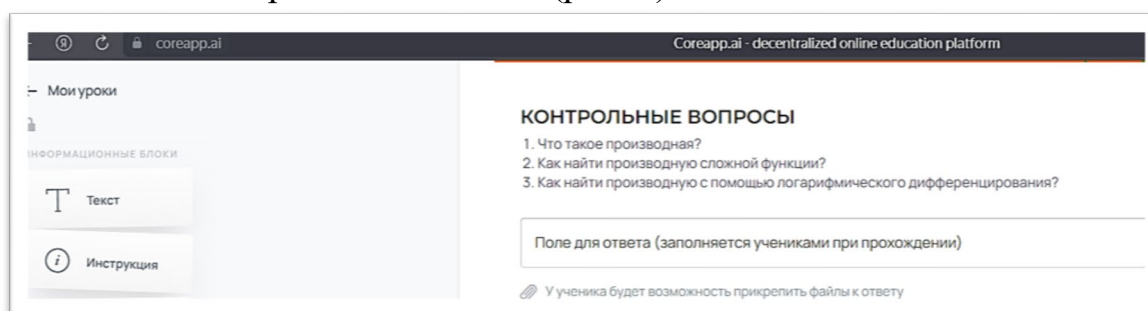 coreapp.ai
Coreapp.ai - decentralized online education platform
Мои уроки
ИНФОРМАЦИОННЫЕ БЛОКИ
Текст
Инструкция
КОНТРОЛЬНЫЕ ВОПРОСЫ
1. Что такое производная?
2. Как найти производную сложной функции?
3. Как найти производную с помощью логарифмического дифференцирования?
Поле для ответа (заполняется учениками при прохождении)
У ученика будет возможность прикрепить файлы к ответу